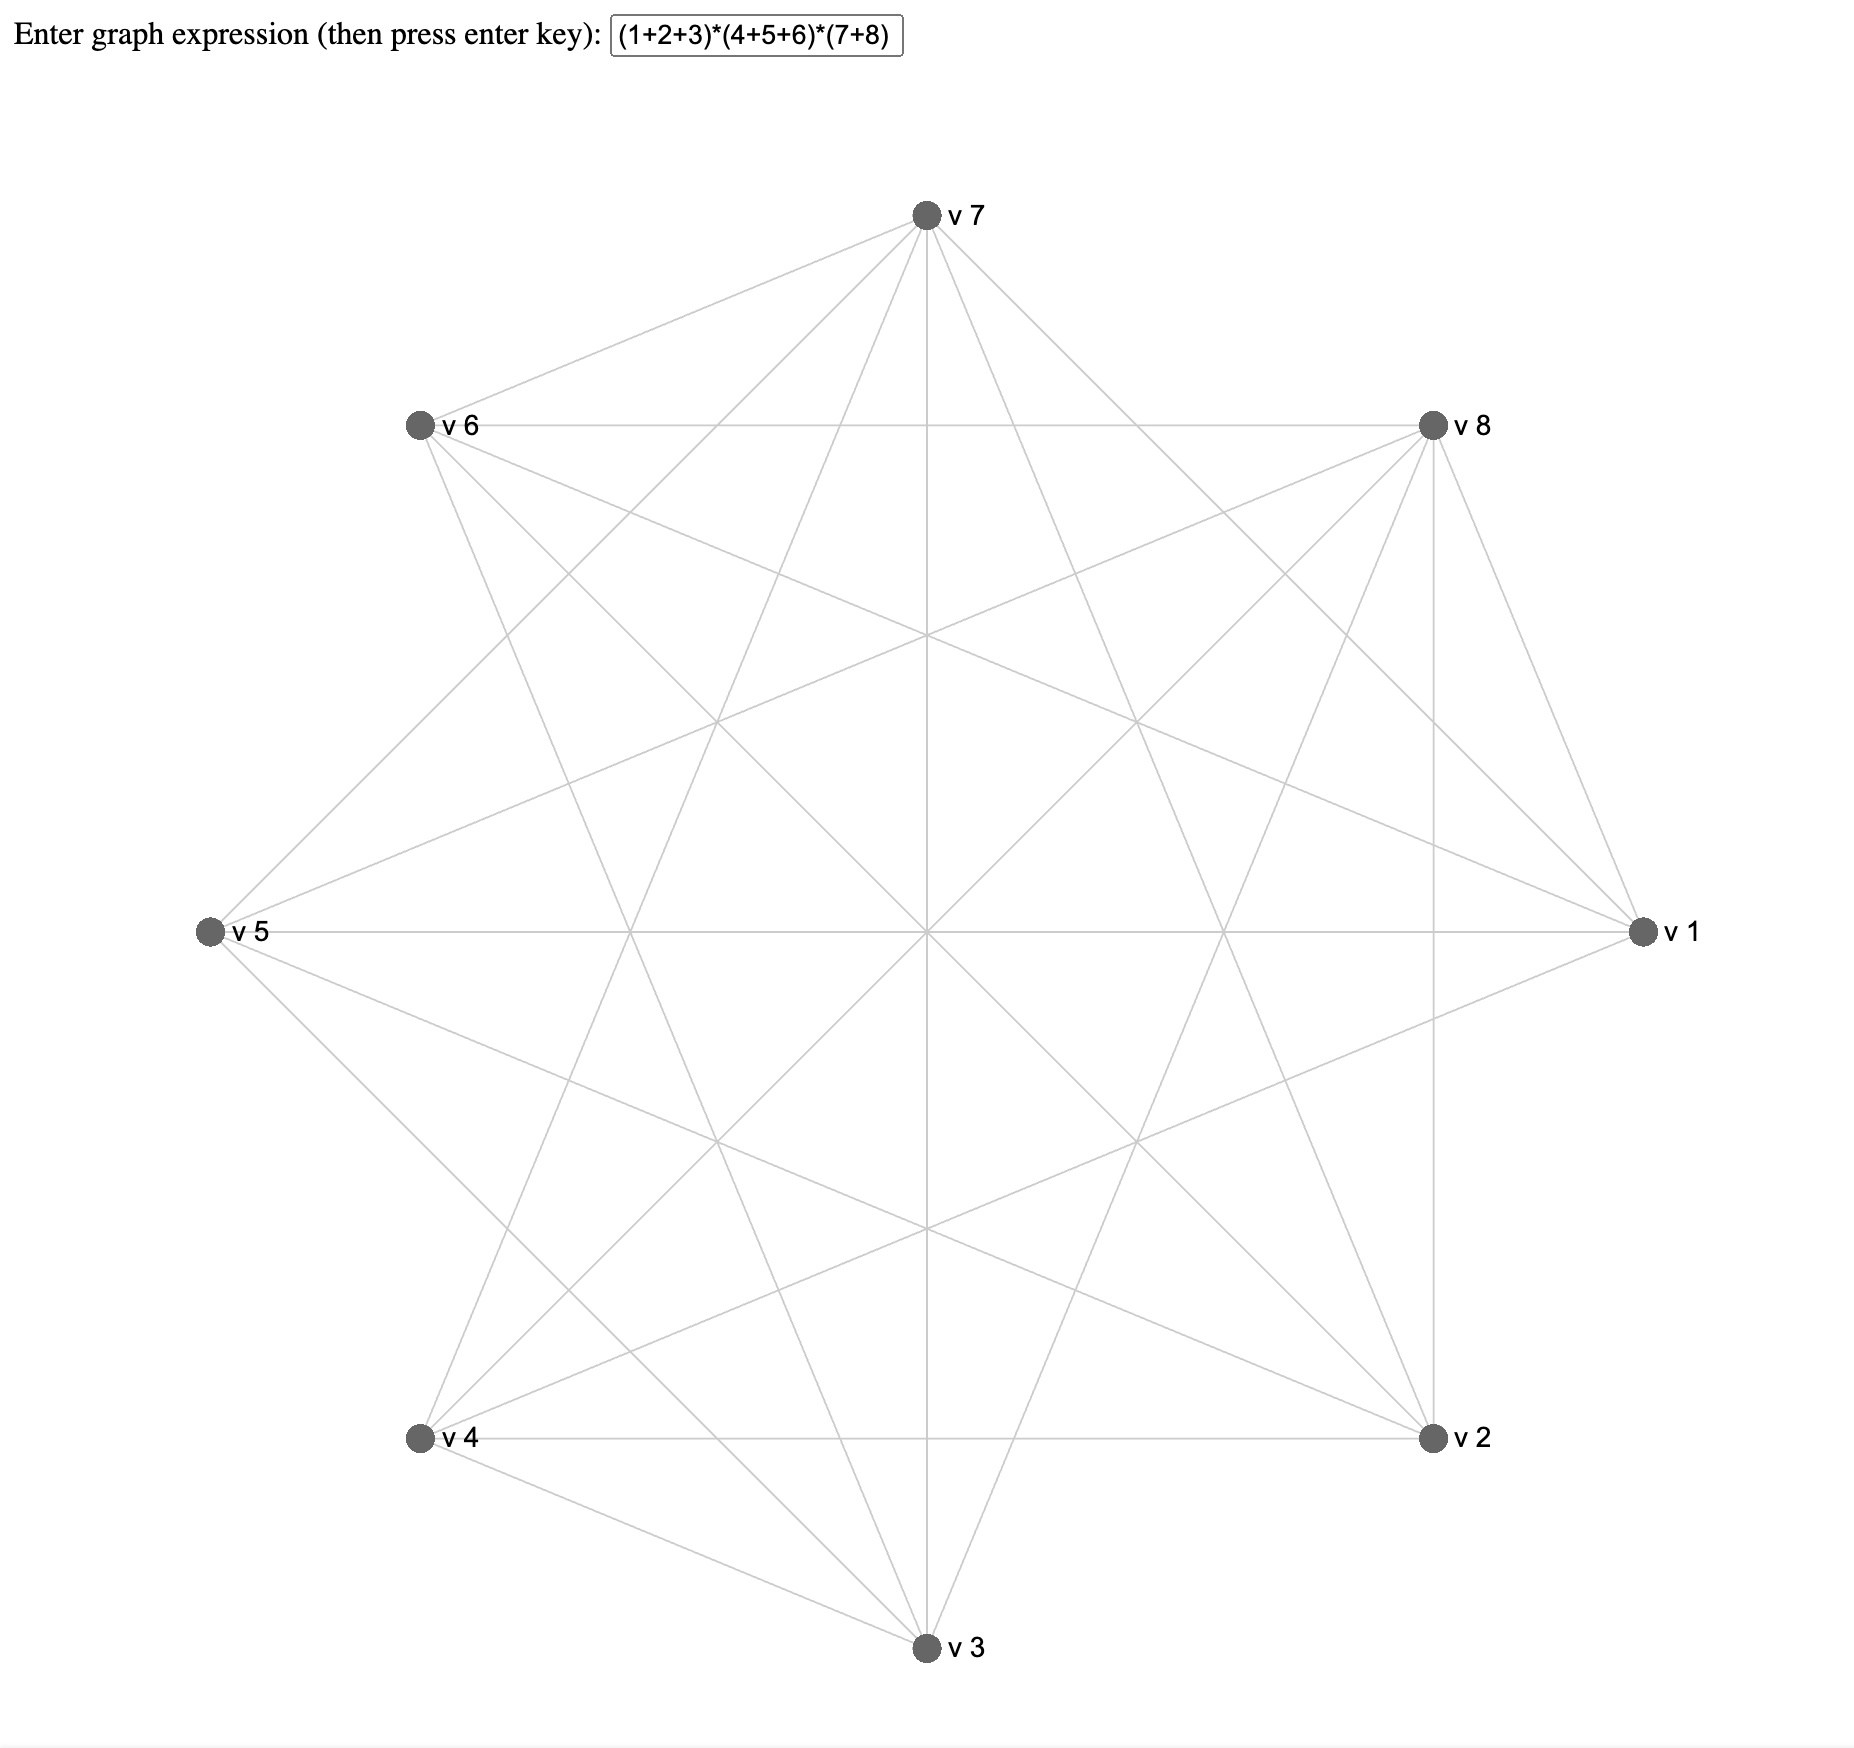 Enter graph expression (then press enter key): (1+2+3)*(4+5+6)*(7+8)
v 7
v 6
v 8
v 5
v 1
v 4
v 2
v 3